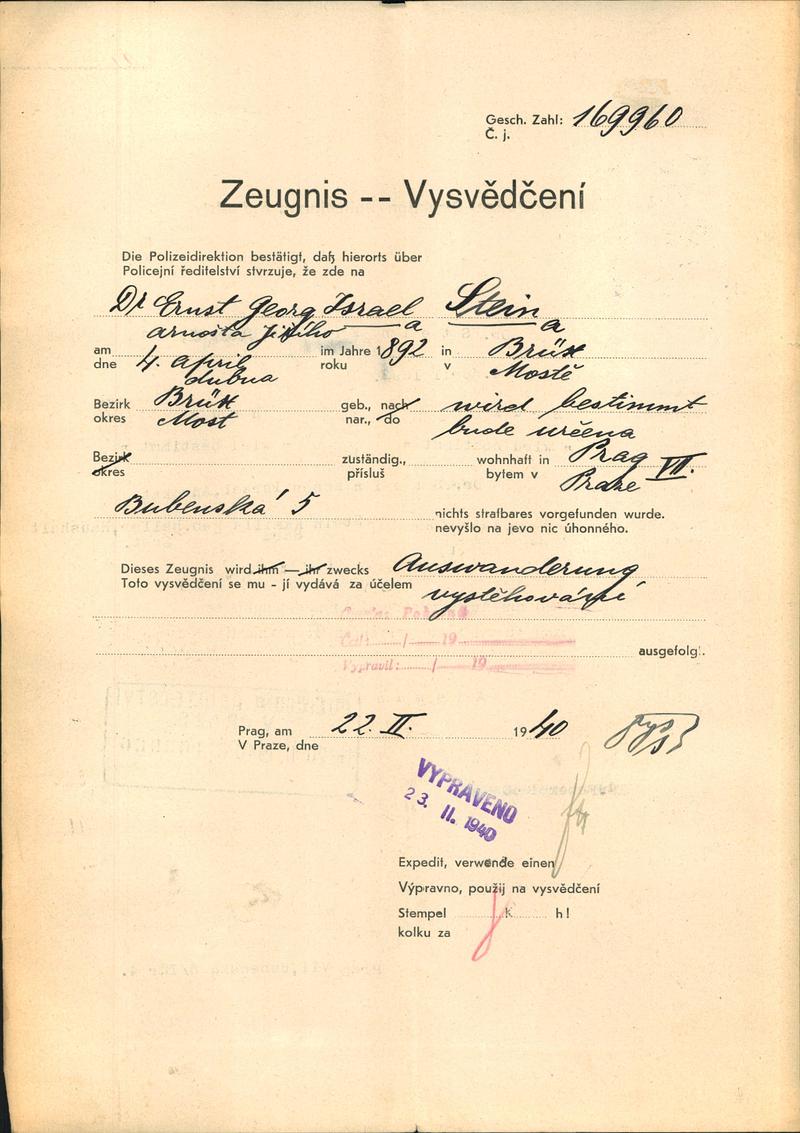 Gesch. Zahl: 169960
Č. j.
Zeugnis -- Vysvědčení
Die Polizeidirektion bestätigt, daß hierorts über
Policejní ředitelství stvrzuje, že zde na
Dr Ernst Georg Israel Stein
Arnošta Jiřího a a
am im Jahre 1892 in Brüx
dne 4. April roku v Mostě
dubna
Bezirk Brüx geb., nach wird bestimmt
okres Most nar., do bude určena
Bezirk zuständig., wohnhaft in Prag VII.
okres přísluš bytem v Praze
Bubenská 5 nichts strafbares vorgefunden wurde.
nevyšlo na jevo nic úhonného.
Dieses Zeugnis wird ihm — ihr zwecks Auswanderung
Toto vysvědčení se mu - jí vydává za účelem vystěhování
19
Vypravil: / 19
ausgefolg.
Prag, am 22. II. 1940
V Praze, dne
VYPRAVENO
23. II. 1940
Expedit, verwende einen
Výpravno, použij na vysvědčení
Stempel K h!
kolku za